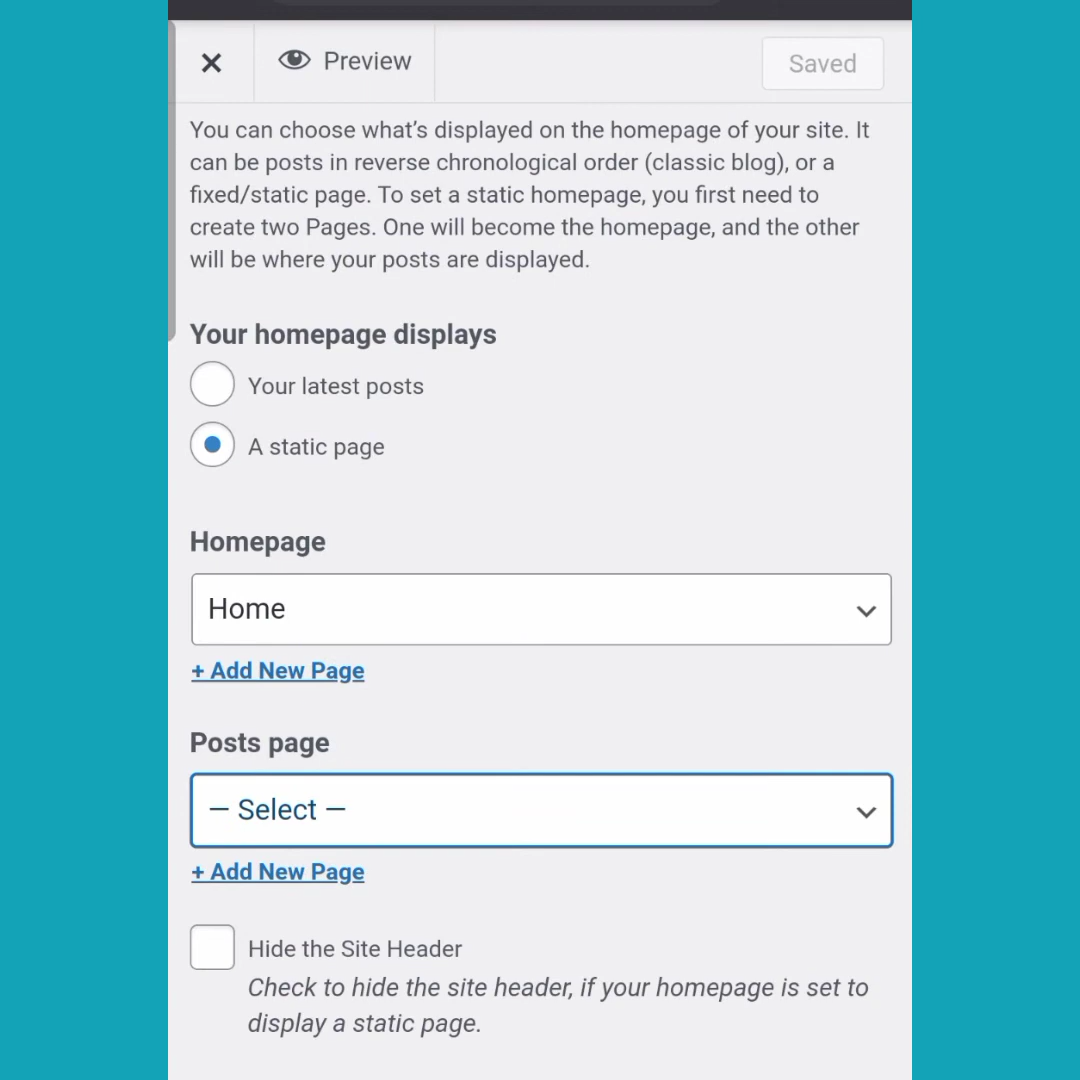 Preview
Saved
You can choose what’s displayed on the homepage of your site. It
can be posts in reverse chronological order (classic blog), or a
fixed/static page. To set a static homepage, you first need to
create two Pages. One will become the homepage, and the other
will be where your posts are displayed.
Your homepage displays
Your latest posts
A static page
Homepage
Home
+ Add New Page
Posts page
— Select —
+ Add New Page
Hide the Site Header
Check to hide the site header, if your homepage is set to
display a static page.